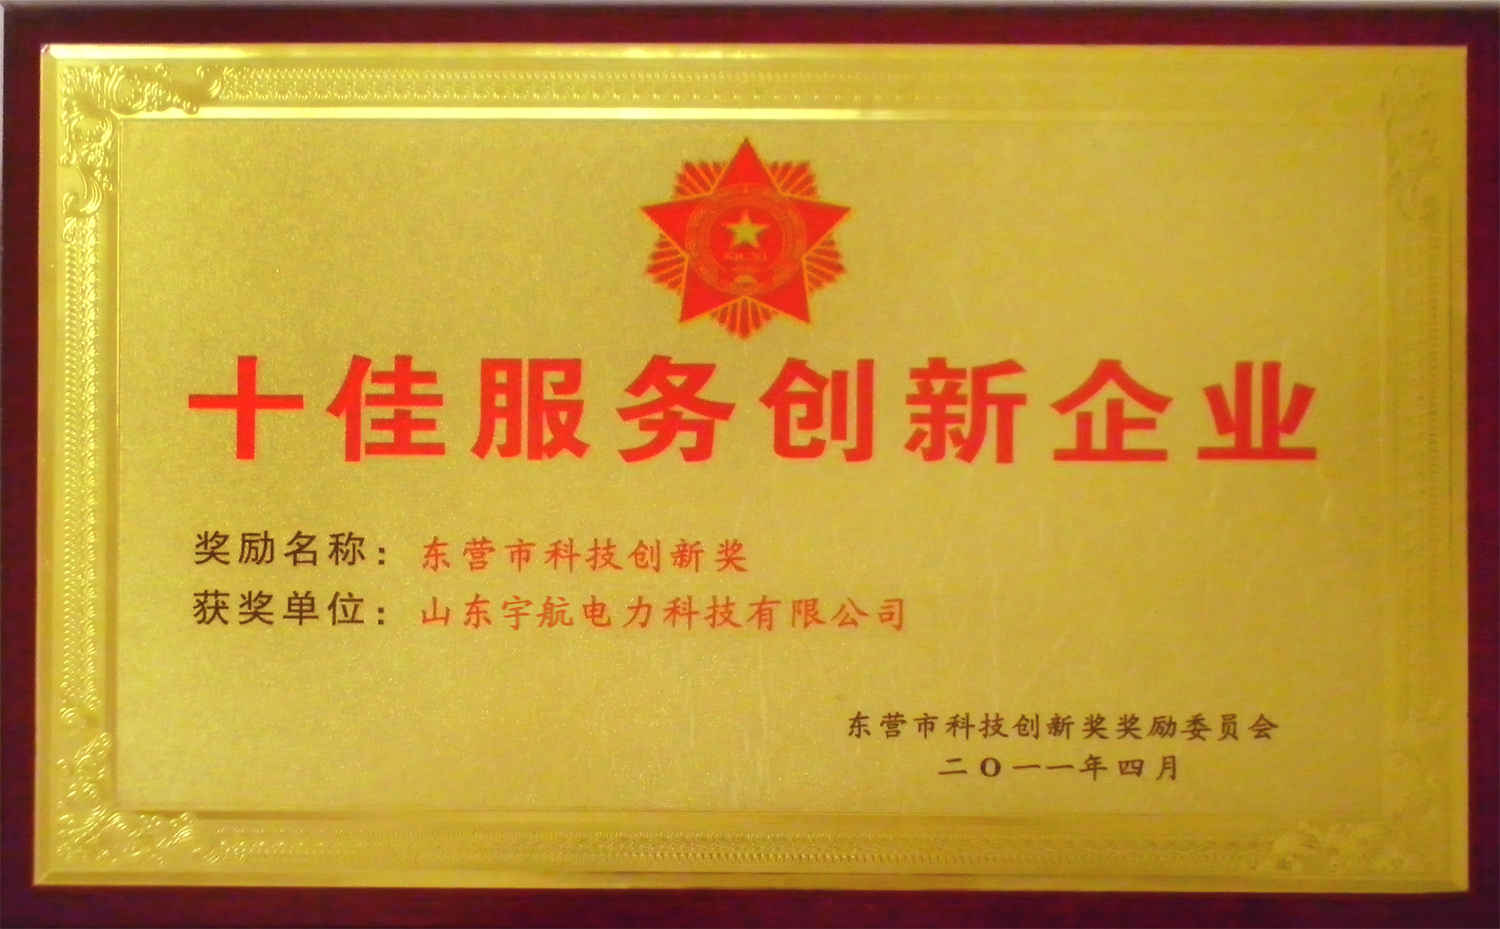 十佳服务创新企业
奖励名称：东营市科技创新奖
获奖单位：山东宇航电力科技有限公司
东营市科技创新奖奖励委员会
二O一一年四月